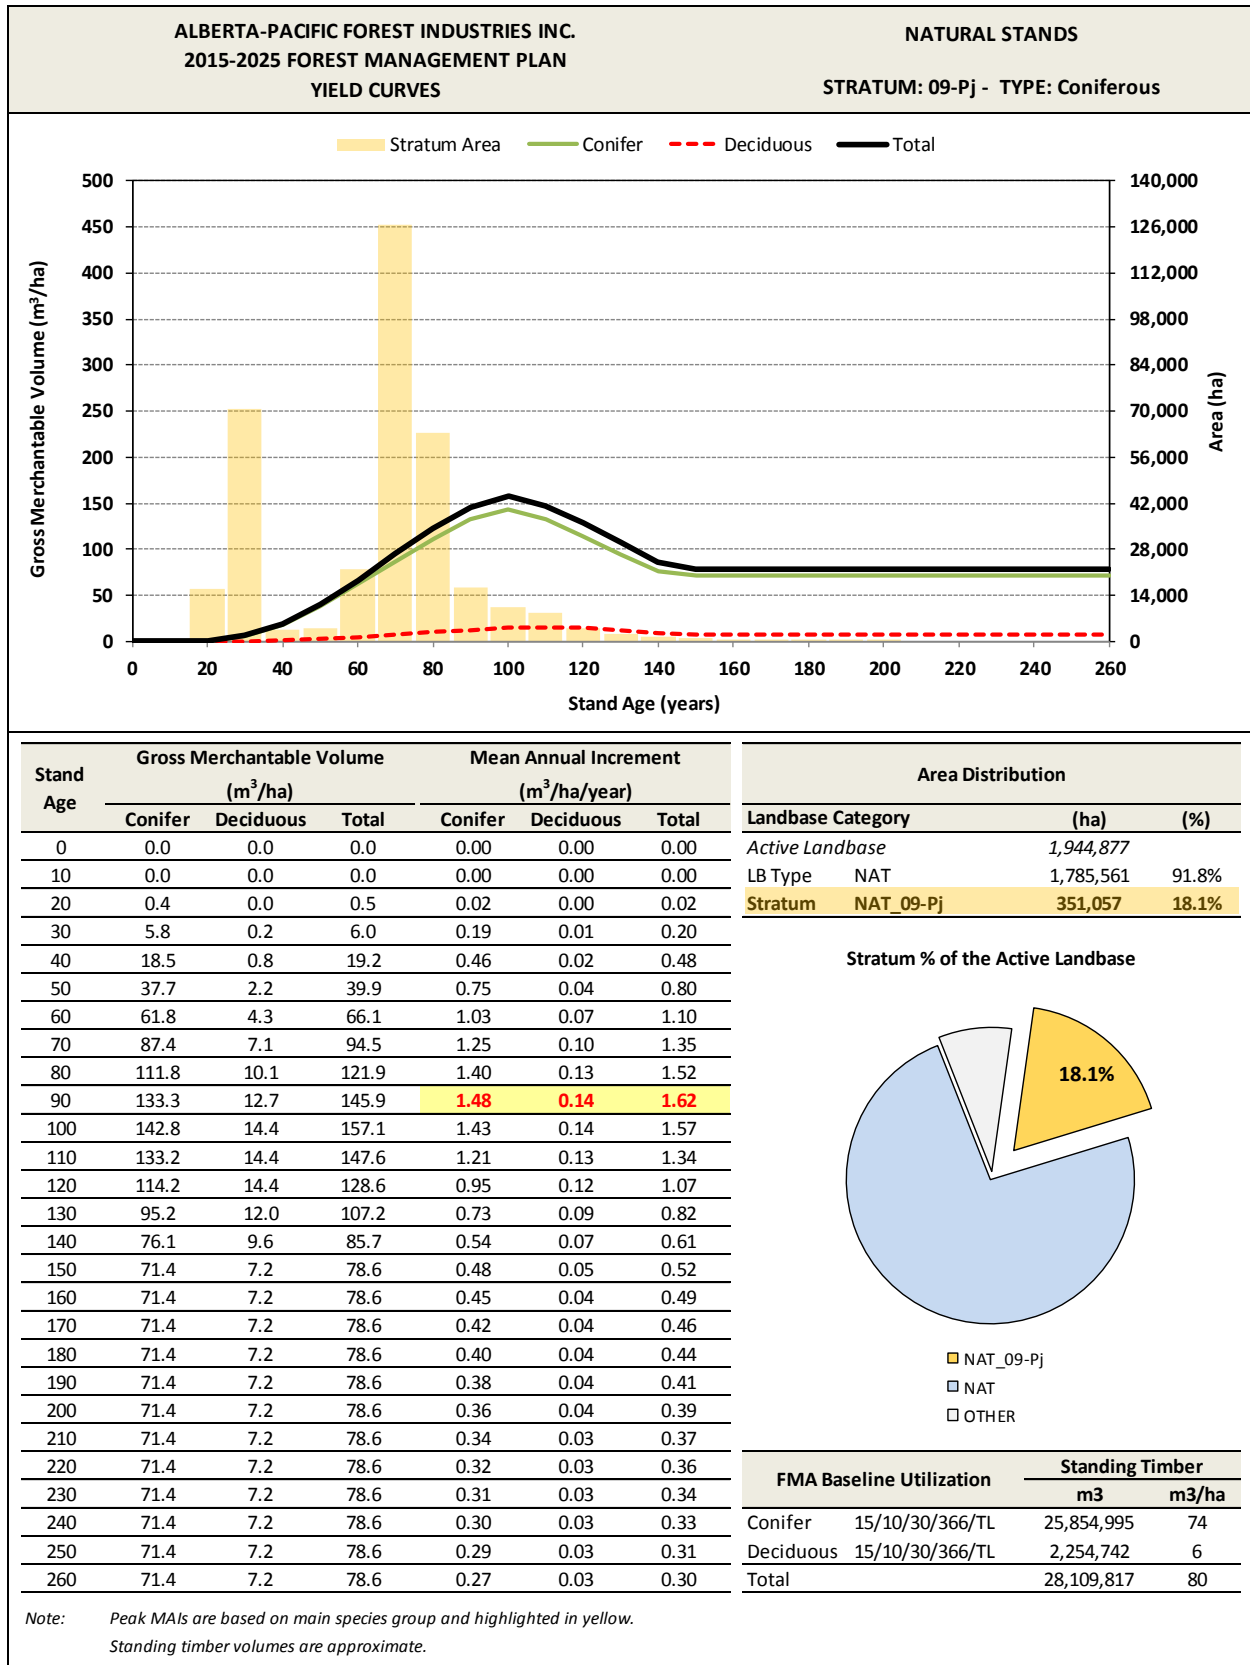 ALBERTA-PACIFIC FOREST INDUSTRIES INC.
2015-2025 FOREST MANAGEMENT PLAN
YIELD CURVES
NATURAL STANDS
STRATUM: 09-Pj - TYPE: Coniferous
Stratum Area Conifer Deciduous Total
Gross Merchantable Volume (m³/ha)
500
450
400
350
300
250
200
150
100
50
0
140,000
126,000
112,000
98,000
84,000
70,000
56,000
42,000
28,000
14,000
0
Area (ha)
0 20 40 60 80 100 120 140 160 180 200 220 240 260
Stand Age (years)
Stand Age Gross Merchantable Volume (m³/ha) Mean Annual Increment (m³/ha/year)
Conifer Deciduous Total Conifer Deciduous Total
0 0.0 0.0 0.0 0.00 0.00 0.00
10 0.0 0.0 0.0 0.00 0.00 0.00
20 0.4 0.0 0.5 0.02 0.00 0.02
30 5.8 0.2 6.0 0.19 0.01 0.20
40 18.5 0.8 19.2 0.46 0.02 0.48
50 37.7 2.2 39.9 0.75 0.04 0.80
60 61.8 4.3 66.1 1.03 0.07 1.10
70 87.4 7.1 94.5 1.25 0.10 1.35
80 111.8 10.1 121.9 1.40 0.13 1.52
90 133.3 12.7 145.9 1.48 0.14 1.62
100 142.8 14.4 157.1 1.43 0.14 1.57
110 133.2 14.4 147.6 1.21 0.13 1.34
120 114.2 14.4 128.6 0.95 0.12 1.07
130 95.2 12.0 107.2 0.73 0.09 0.82
140 76.1 9.6 85.7 0.54 0.07 0.61
150 71.4 7.2 78.6 0.48 0.05 0.52
160 71.4 7.2 78.6 0.45 0.04 0.49
170 71.4 7.2 78.6 0.42 0.04 0.46
180 71.4 7.2 78.6 0.40 0.04 0.44
190 71.4 7.2 78.6 0.38 0.04 0.41
200 71.4 7.2 78.6 0.36 0.04 0.39
210 71.4 7.2 78.6 0.34 0.03 0.37
220 71.4 7.2 78.6 0.32 0.03 0.36
230 71.4 7.2 78.6 0.31 0.03 0.34
240 71.4 7.2 78.6 0.30 0.03 0.33
250 71.4 7.2 78.6 0.29 0.03 0.31
260 71.4 7.2 78.6 0.27 0.03 0.30
Area Distribution
Landbase Category (ha) (%)
Active Landbase 1,944,877
LB Type NAT 1,785,561 91.8%
Stratum NAT_09-Pj 351,057 18.1%
Stratum % of the Active Landbase
18.1%
NAT_09-Pj
NAT
OTHER
FMA Baseline Utilization Standing Timber
m3 m3/ha
Conifer 15/10/30/366/TL 25,854,995 74
Deciduous 15/10/30/366/TL 2,254,742 6
Total 28,109,817 80
Note: Peak MAIs are based on main species group and highlighted in yellow.
Standing timber volumes are approximate.